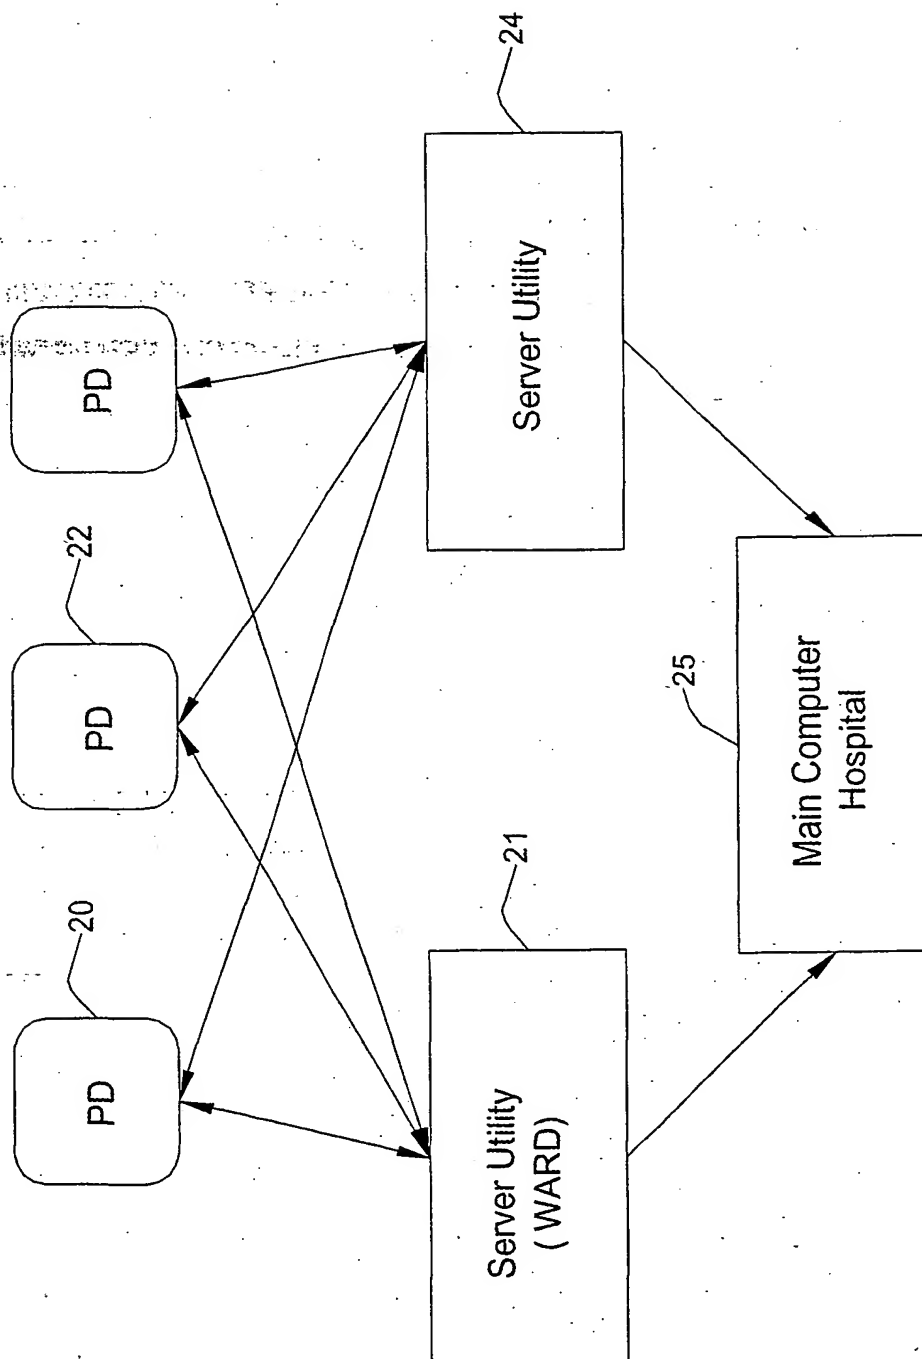 20
PD
22
PD
PD
21
Server Utility
( WARD)
24
Server Utility
25
Main Computer
Hospital